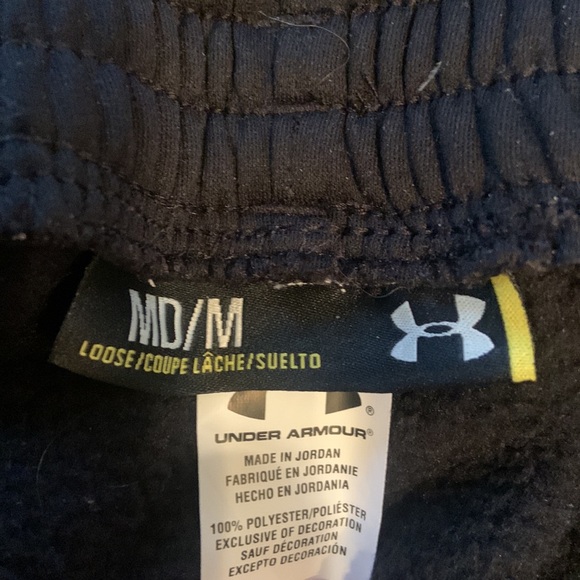 MD/M
LOOSE/COUPE LÂCHE/SUELTO
®
UNDER ARMOUR®
MADE IN JORDAN
FABRIQUÉ EN JORDANIE
HECHO EN JORDANIA
100% POLYESTER/POLIÉSTER
EXCLUSIVE OF DECORATION
SAUF DÉCORATION
EXCEPTO DECORACIÓN